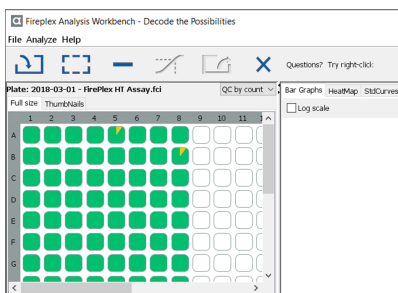 Fireplex Analysis Workbench - Decode the Possibilities
File Analyze Help
Questions? Try right-click:
Plate: 2018-03-01 - FirePlex HT Assay.fci
QC by count
Bar Graphs HeatMap StdCurves
Full size ThumbNails
Log scale
1 2 3 4 5 6 7 8 9 10 11
A
B
C
D
E
F
G